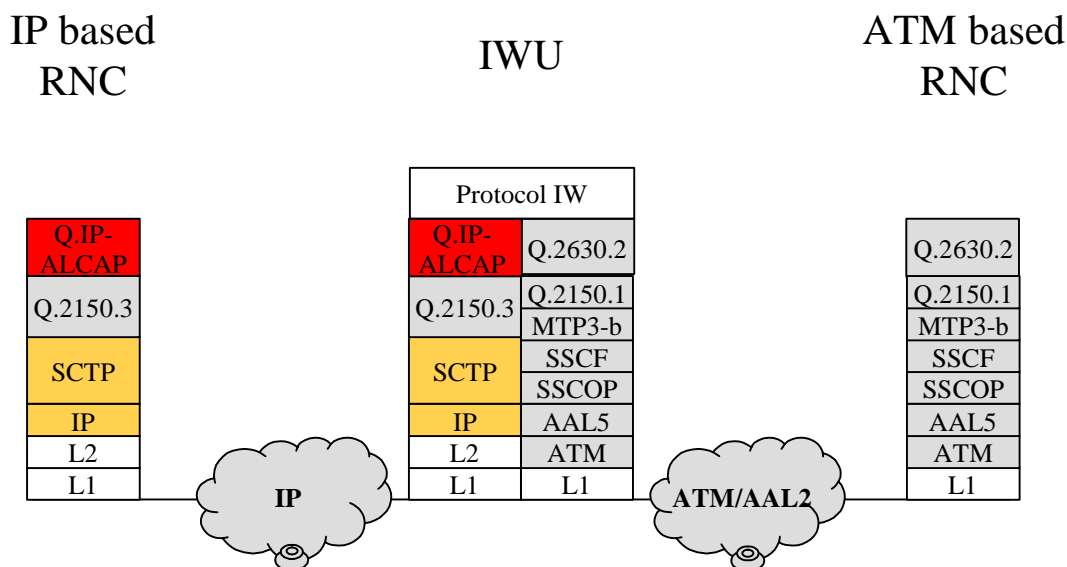 IP based
RNC
IWU
ATM based
RNC
Q.IP-
ALCAP
Q.2150.3
SCTP
IP
L2
L1
IP
Protocol IW
Q.IP-
ALCAP
Q.2150.3
SCTP
IP
L2
L1
Q.2630.2
Q.2150.1
MTP3-b
SSCF
SSCOP
AAL5
ATM
L1
ATM/AAL2
Q.2630.2
Q.2150.1
MTP3-b
SSCF
SSCOP
AAL5
ATM
L1